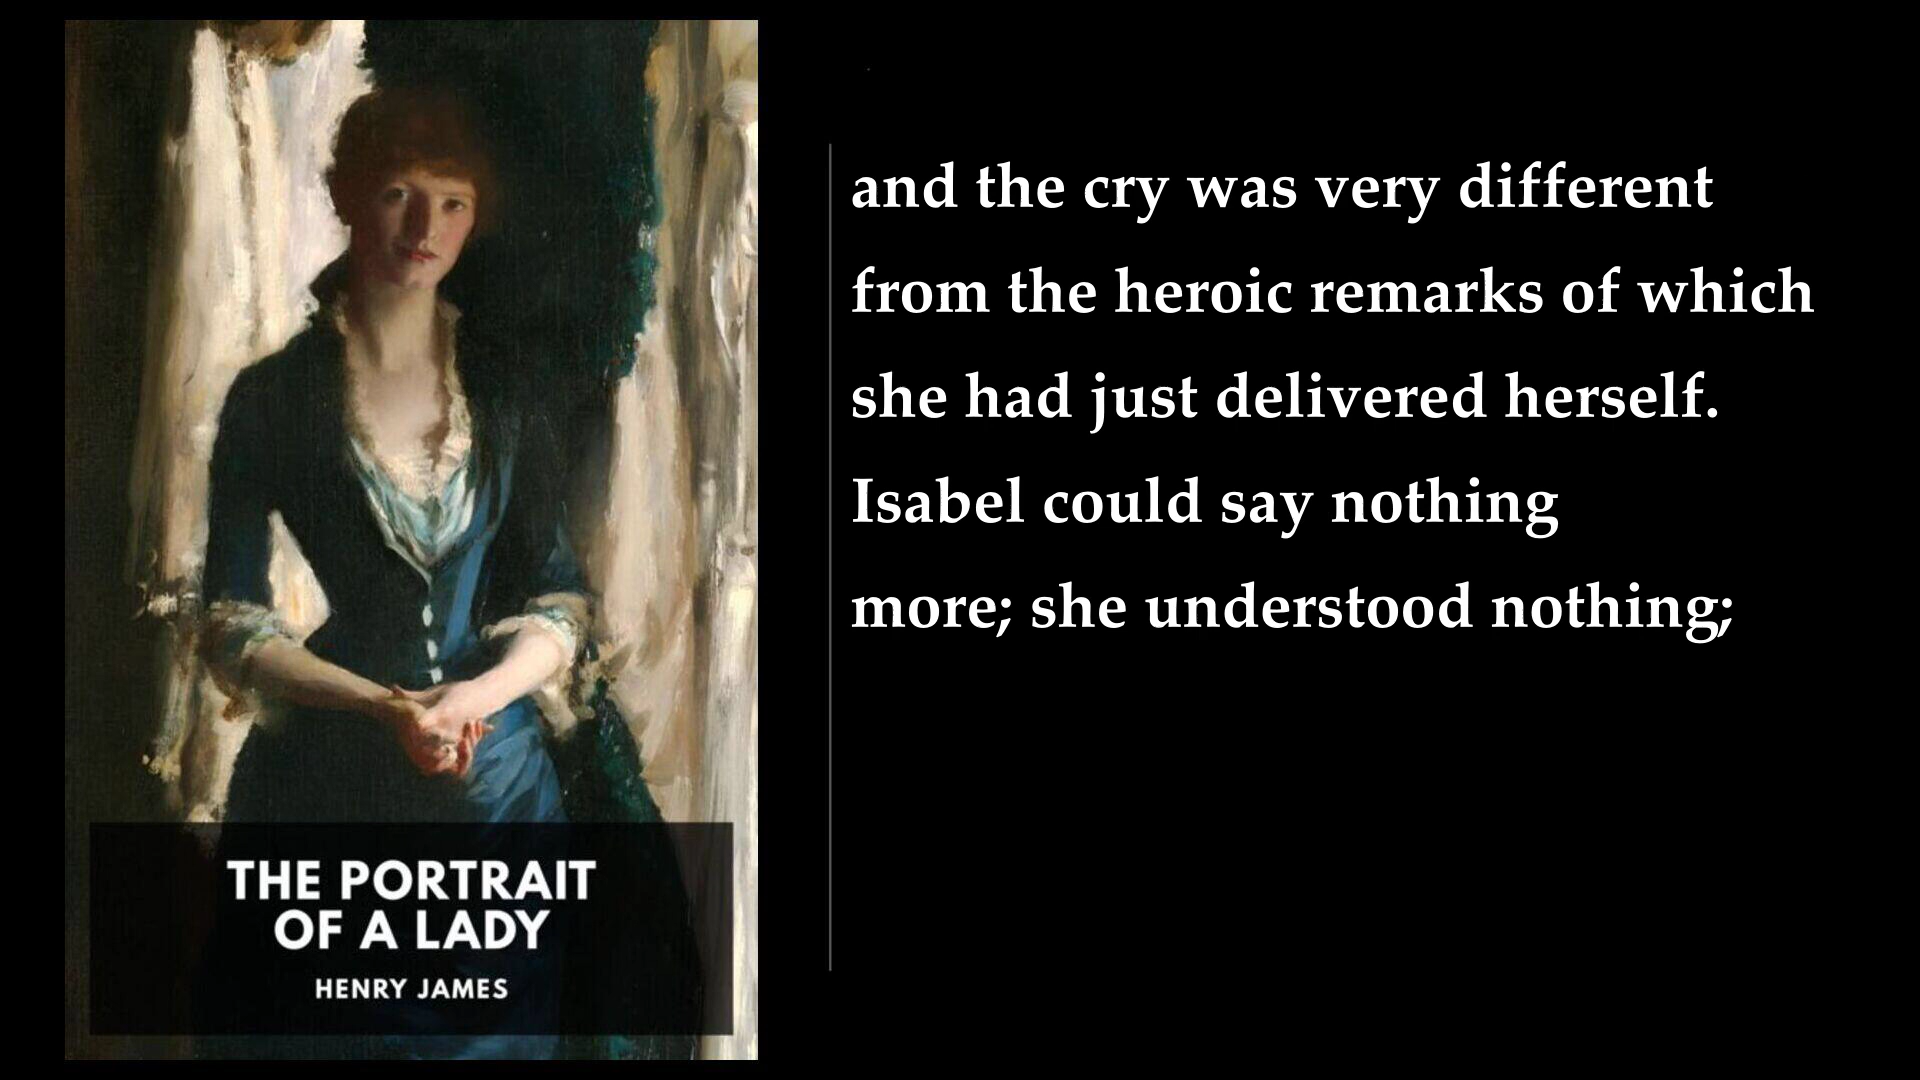 THE PORTRAIT
OF A LADY
HENRY JAMES
and the cry was very different
from the heroic remarks of which
she had just delivered herself.
Isabel could say nothing
more; she understood nothing;